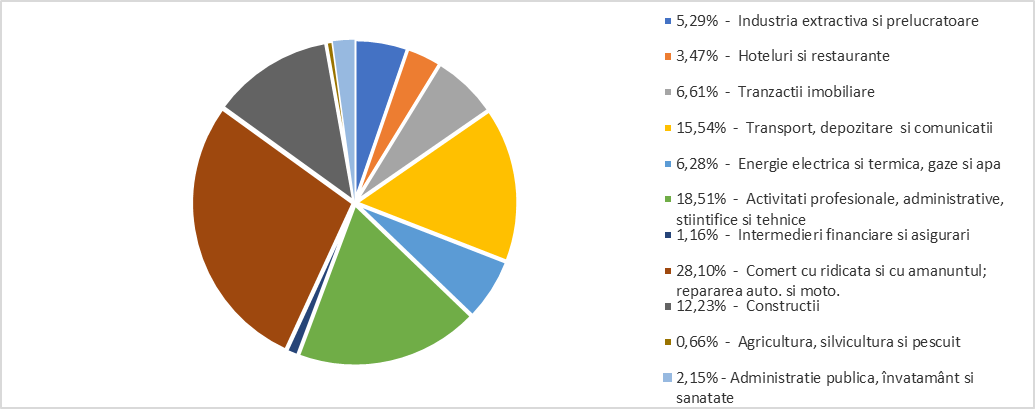 5,29% - Industria extractiva si prelucratoare
3,47% - Hoteluri si restaurante
6,61% - Tranzactii imobiliare
15,54% - Transport, depozitare si comunicatii
6,28% - Energie electrica si termica, gaze si apa
18,51% - Activitati profesionale, administrative,
stiintifice si tehnice
1,16% - Intermedieri financiare si asigurari
28,10% - Comert cu ridicata si cu amanuntul;
repararea auto. si moto.
12,23% - Constructii
0,66% - Agricultura, silvicultura si pescuit
2,15% - Administratie publica, învatamânt si
sanatate